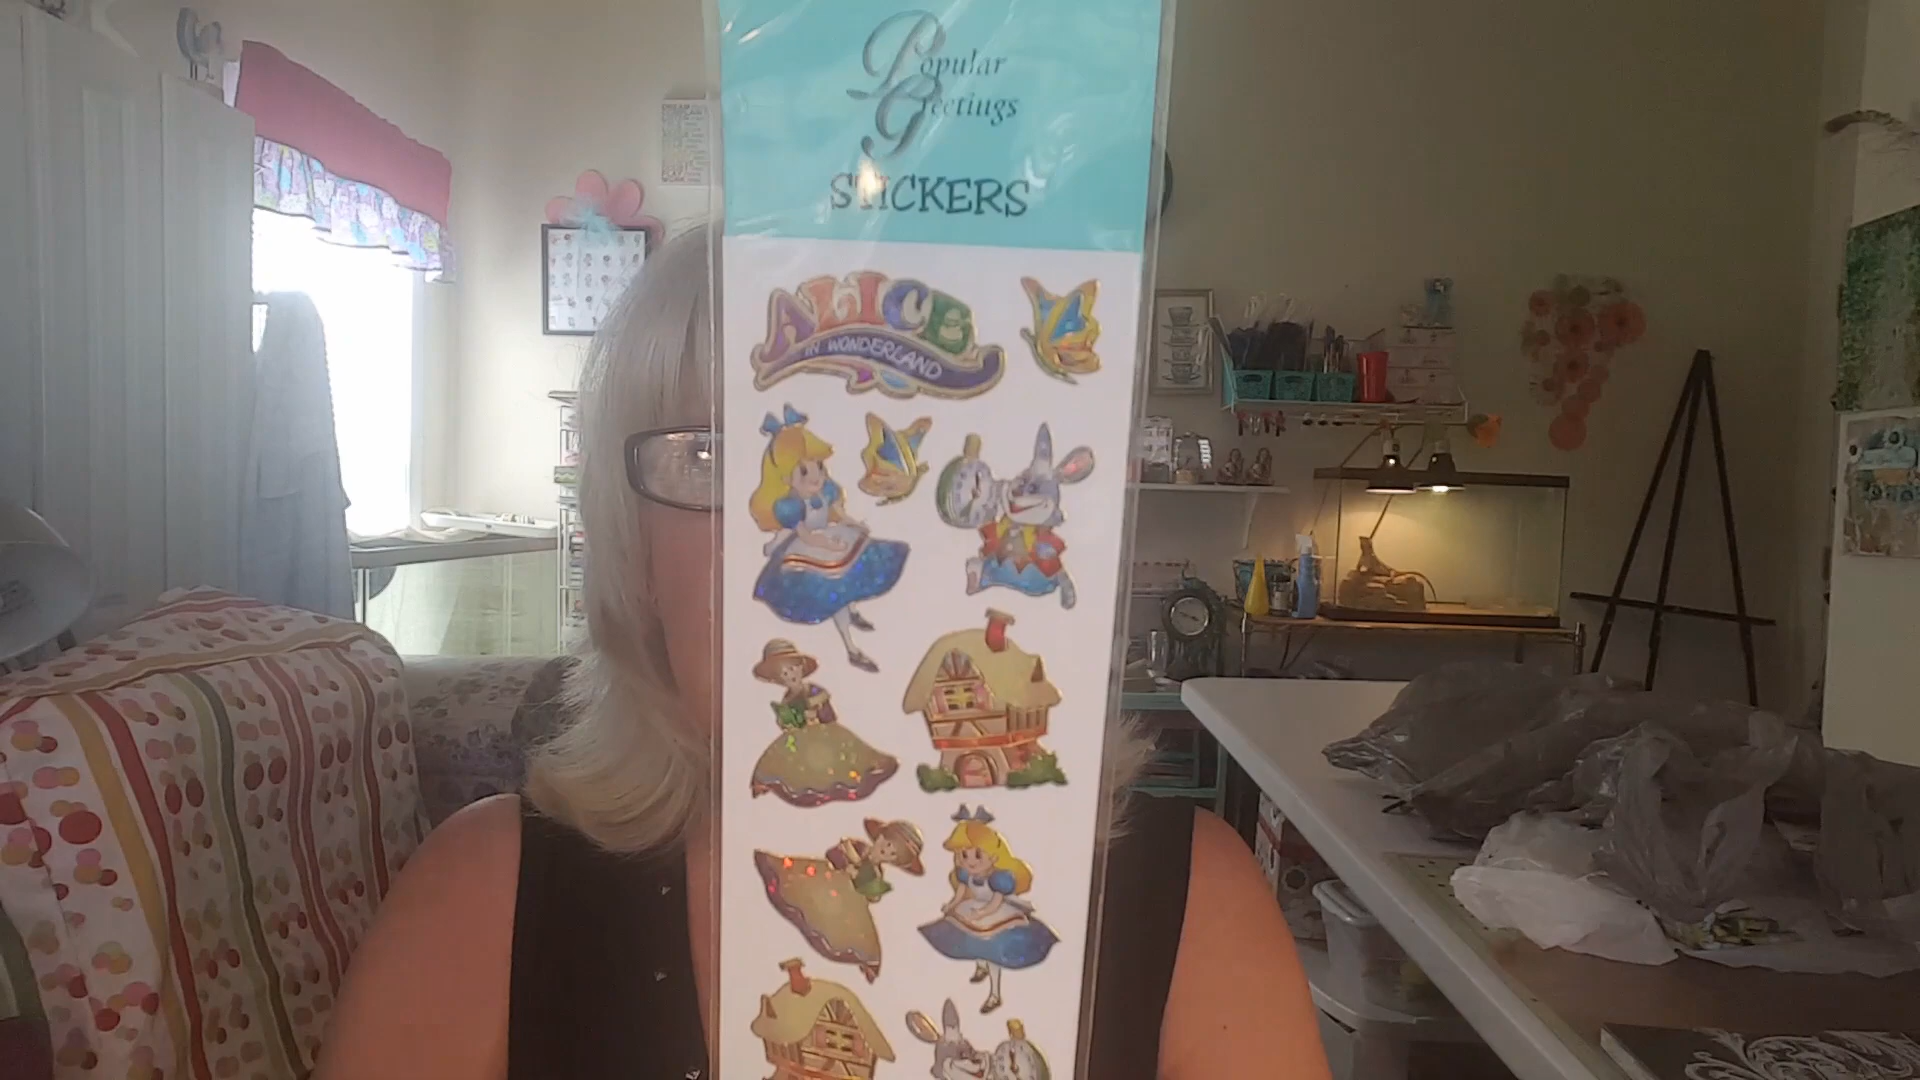 Popular
Greetings
STICKERS
ALICE
IN WONDERLAND